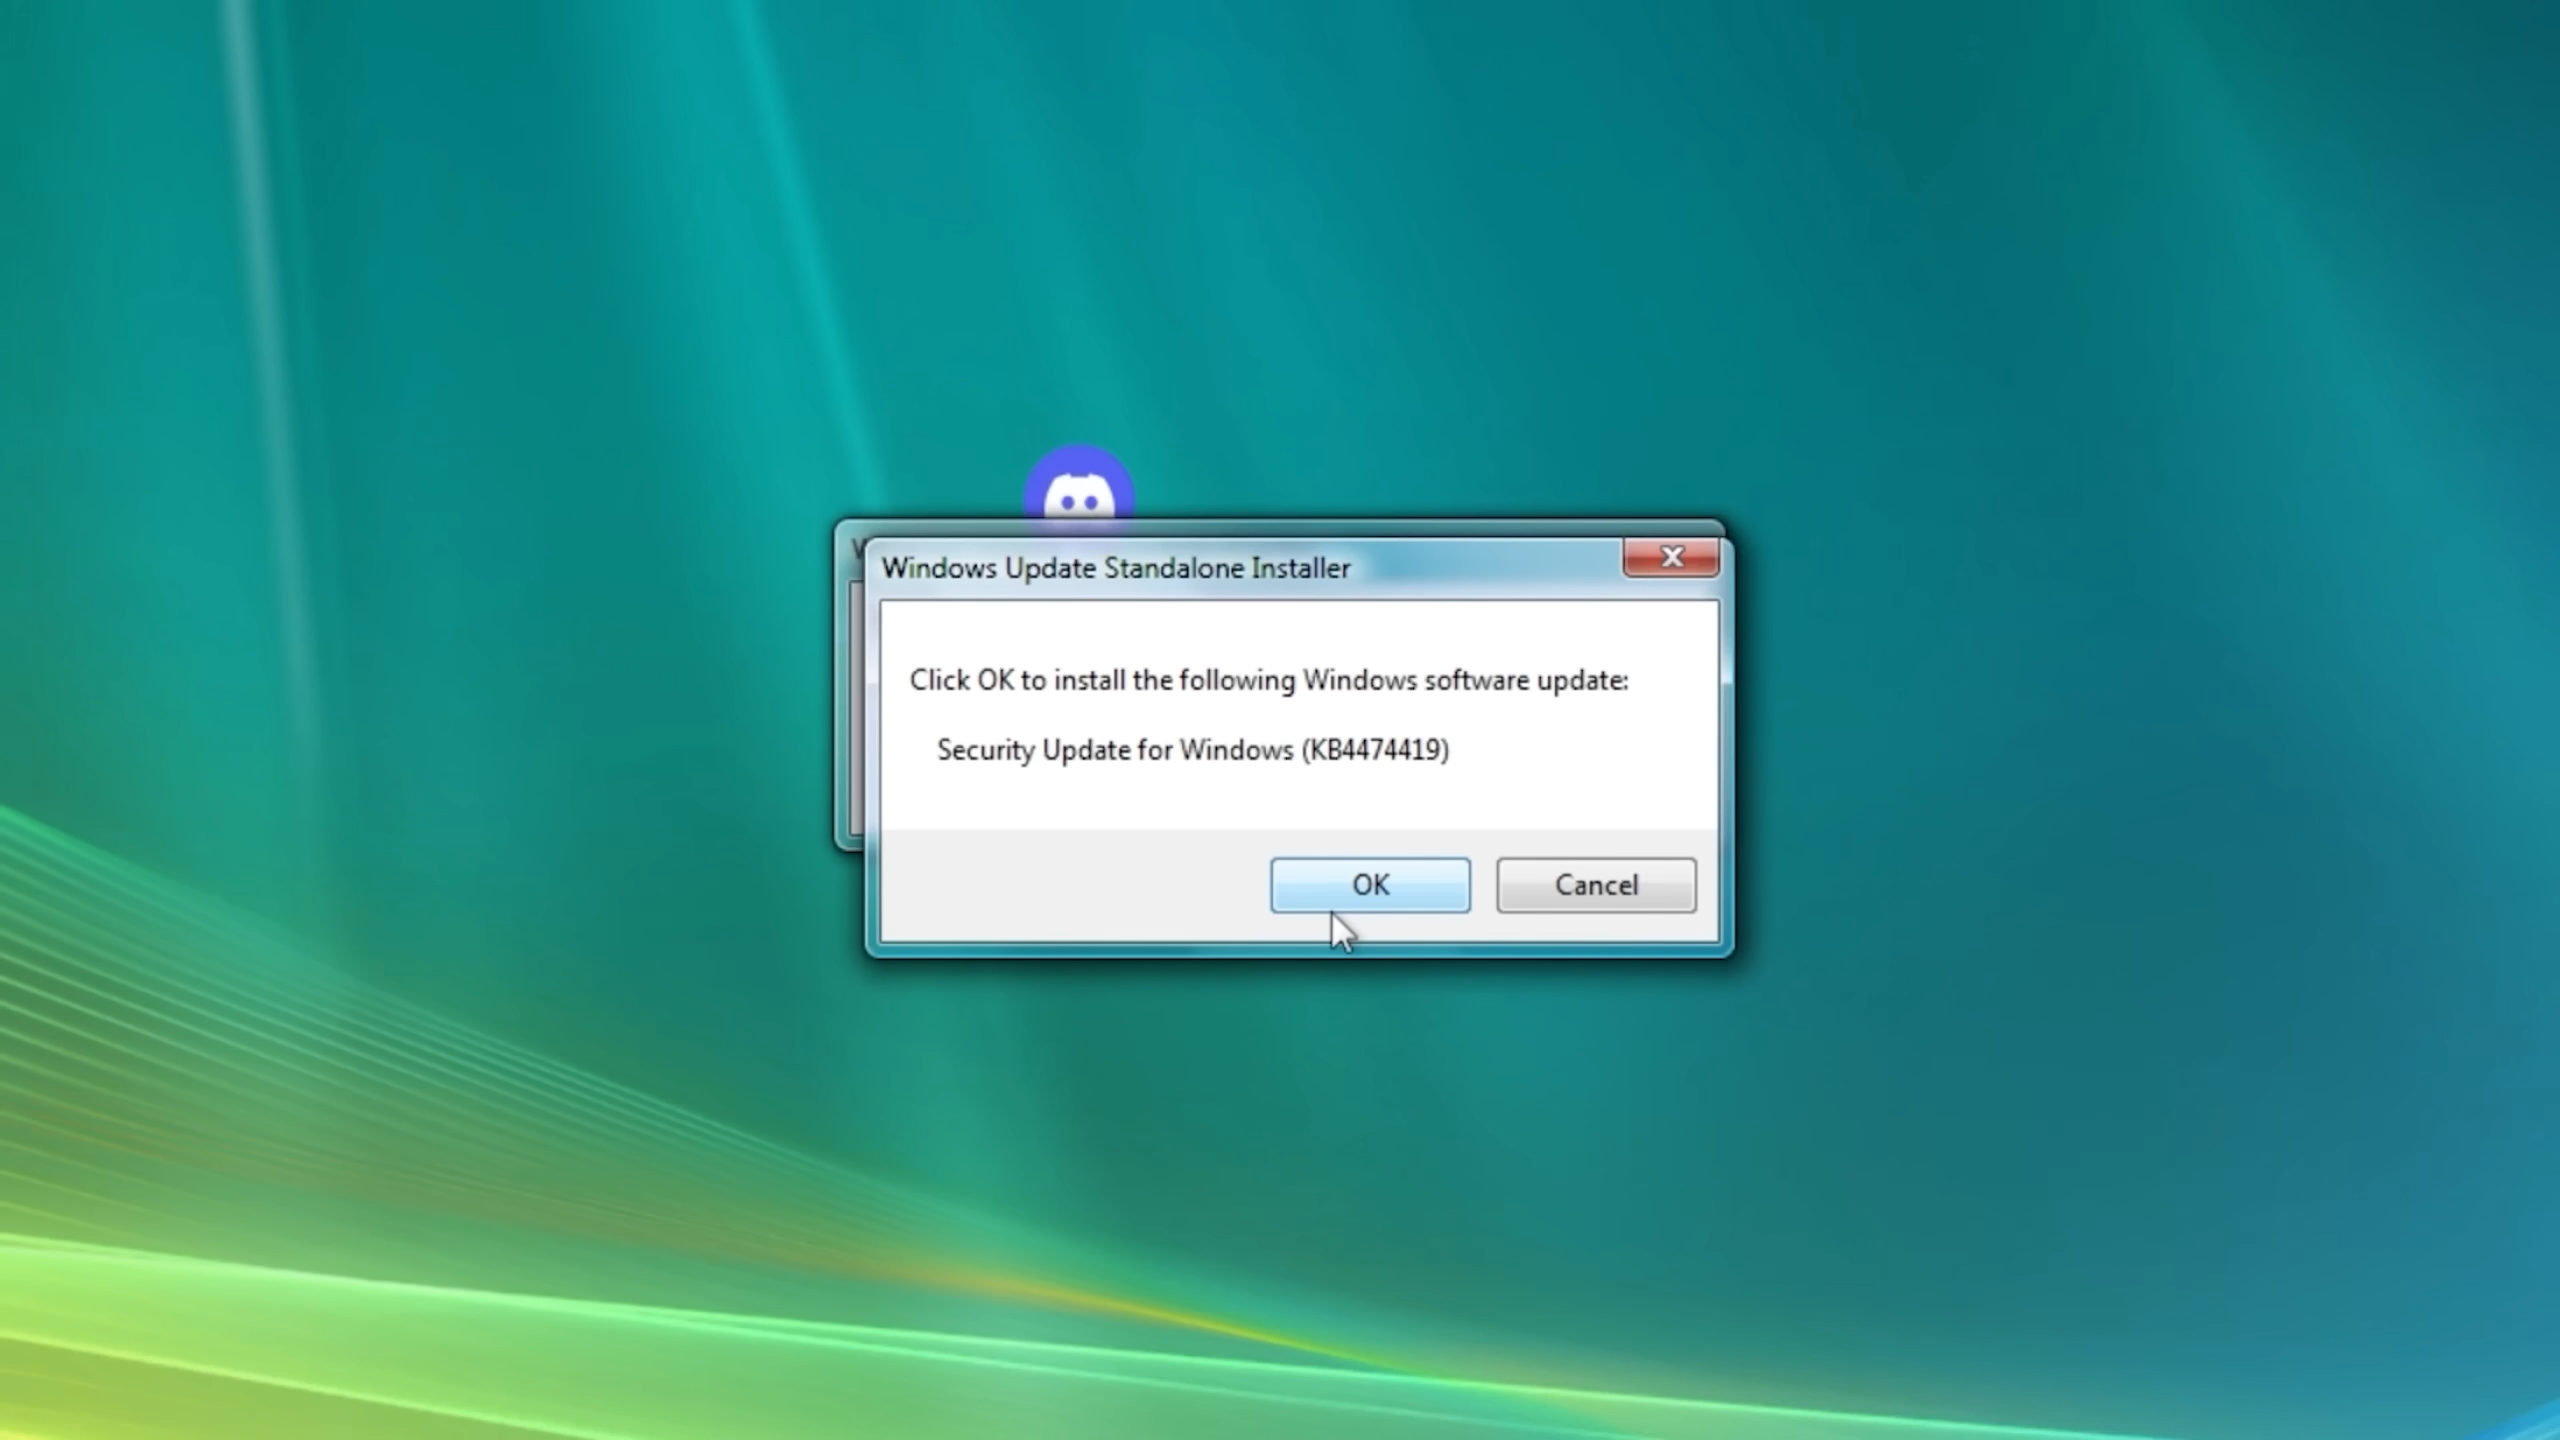 W
Windows Update Standalone Installer
Click OK to install the following Windows software update:
Security Update for Windows (KB4474419)
OK
Cancel